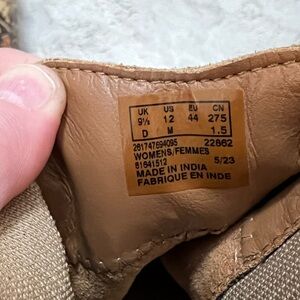 UK US EU CN
9½ 12 44 275
D M 1.5
261747694095 22862
WOMENS/FEMMES
61641512 5/23
MADE IN INDIA
FABRIQUE EN INDE